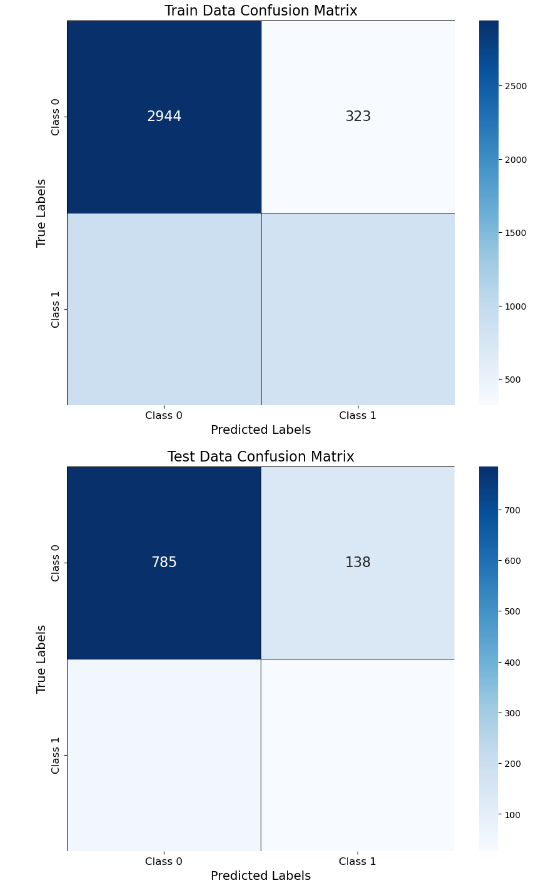 Train Data Confusion Matrix
True Labels
Class 0
Class 1
2944
323
Class 0
Class 1
Predicted Labels
2500
2000
1500
1000
500
Test Data Confusion Matrix
True Labels
Class 0
Class 1
785
138
Class 0
Class 1
Predicted Labels
700
600
500
400
300
200
100